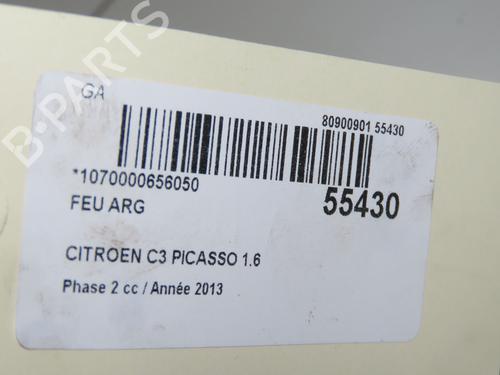 GA
80900901 55430
*1070000656050
55430
FEU ARG
CITROEN C3 PICASSO 1.6
Phase 2 cc / Année 2013
B-PARTS